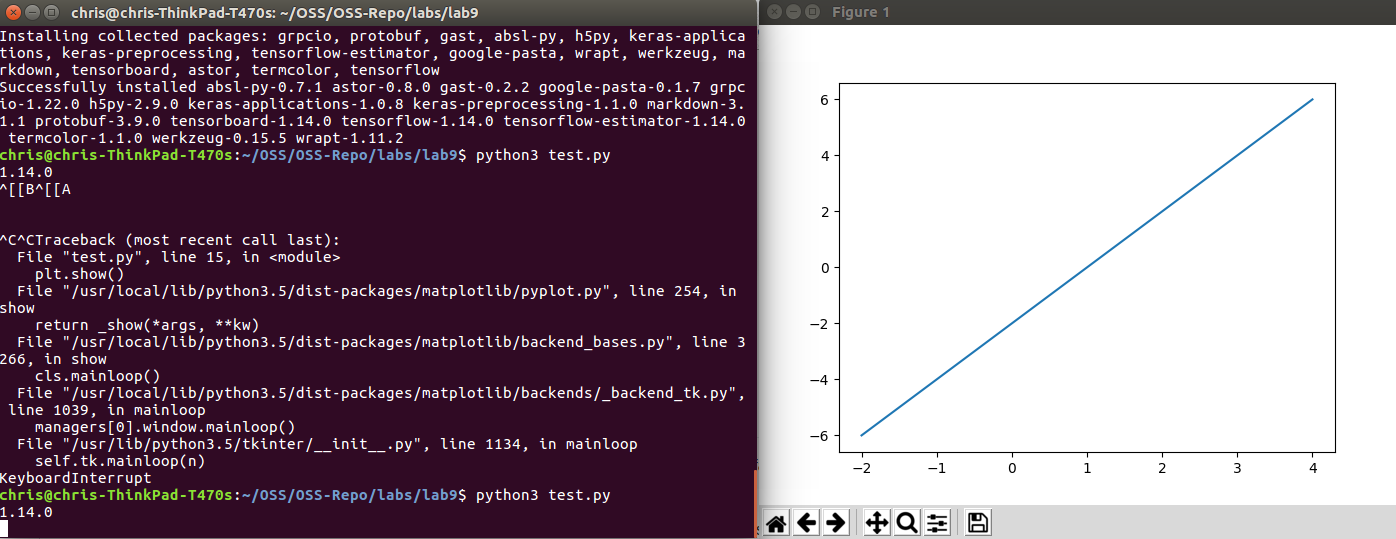 chris@chris-ThinkPad-T470s: ~/OSS/OSS-Repo/labs/lab9
Installing collected packages: grpcio, protobuf, gast, absl-py, h5py, keras-applica
tions, keras-preprocessing, tensorflow-estimator, google-pasta, wrapt, werkzeug, ma
rkdown, tensorboard, astor, termcolor, tensorflow
Successfully installed absl-py-0.7.1 astor-0.8.0 gast-0.2.2 google-pasta-0.1.7 grpc
io-1.22.0 h5py-2.9.0 keras-applications-1.0.8 keras-preprocessing-1.1.0 markdown-3.
1.1 protobuf-3.9.0 tensorboard-1.14.0 tensorflow-1.14.0 tensorflow-estimator-1.14.0
 termcolor-1.1.0 werkzeug-0.15.5 wrapt-1.11.2
chris@chris-ThinkPad-T470s:~/OSS/OSS-Repo/labs/lab9$ python3 test.py
1.14.0
^[[B^[[A
^C^CTraceback (most recent call last):
  File "test.py", line 15, in <module>
    plt.show()
  File "/usr/local/lib/python3.5/dist-packages/matplotlib/pyplot.py", line 254, in
show
    return _show(*args, **kw)
  File "/usr/local/lib/python3.5/dist-packages/matplotlib/backend_bases.py", line 3
266, in show
    cls.mainloop()
  File "/usr/local/lib/python3.5/dist-packages/matplotlib/backends/_backend_tk.py",
 line 1039, in mainloop
    managers[0].window.mainloop()
  File "/usr/lib/python3.5/tkinter/__init__.py", line 1134, in mainloop
    self.tk.mainloop(n)
KeyboardInterrupt
chris@chris-ThinkPad-T470s:~/OSS/OSS-Repo/labs/lab9$ python3 test.py
1.14.0
Figure 1
6
4
2
0
−2
−4
−6
−2 −1 0 1 2 3 4